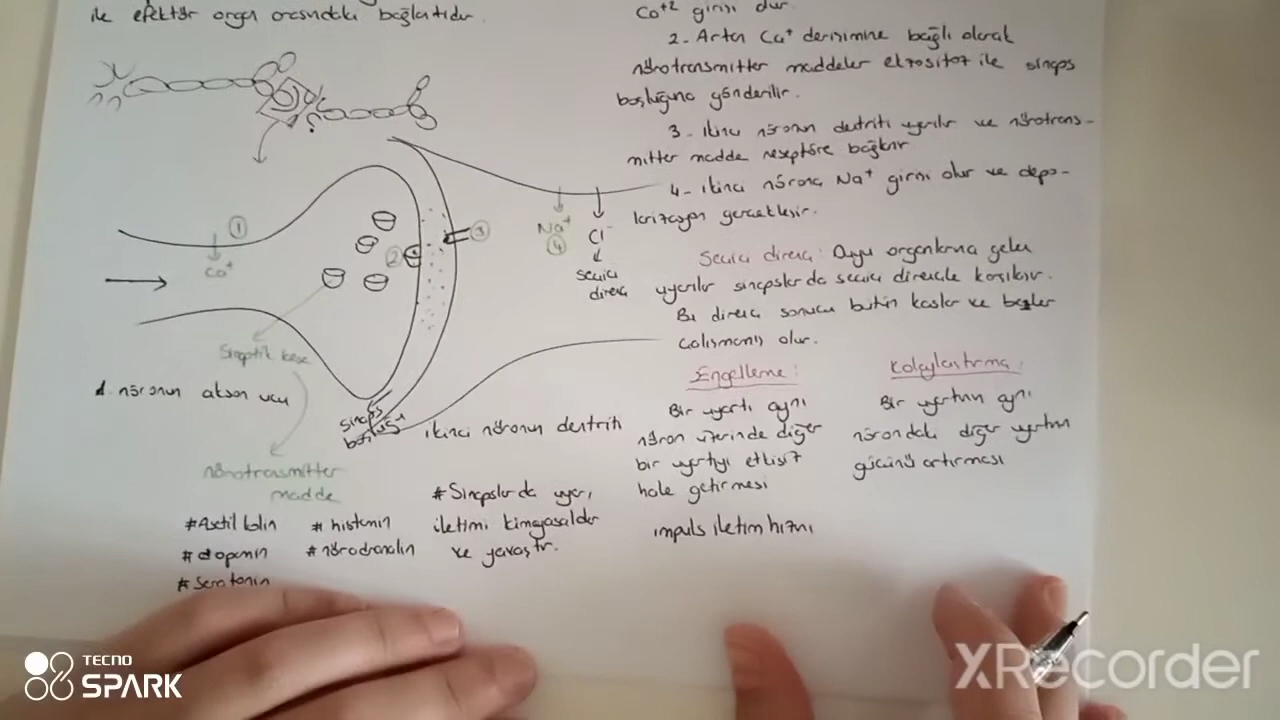 ile efektör organ arasındaki bağlantıdır.
Ca+2 girişi olur
2- Artan Ca+ derişimine bağlı olarak
nörotransmitter maddeler ekzositoz ile sinaps
boşluğuna gönderilir.
3- ikinci nöronun dentriti uyarılır ve nörotrans-
mitter madde reseptöre bağlanır
4- ikinci nörona Na+ girişi olur ve depo-
larizasyon gerçekleşir.
Seçici direnç: Duyu organlarına gelen
uyarılar sinapslarda seçici dirençle karşılaşır.
Bu direnç sonucu bütün kaslar ve bezler
çalışmamış olur.
Engelleme:
Bir uyartı aynı
nöron üzerinde diğer
bir uyartıyı etkisiz
hale getirmesi
impuls iletim hızını
Kolaylaştırma:
Bir uyartının aynı
nörondaki diğer uyartının
gücünü artırması
1
Ca+
2
3
Na+
4
Cl-
seçici
direnç
Sinaptik kese
1. nöronun akson ucu
sinaps
boşluğu
ikinci nöronun dentriti
nörotransmitter
madde
#Asetil kolin
#dopamin
#Serotonin
#histamin
#nöradrenalin
#Sinapslarda uyarı
iletimi kimyasaldır
ve yavaştır.
TECNO
SPARK
XRecorder